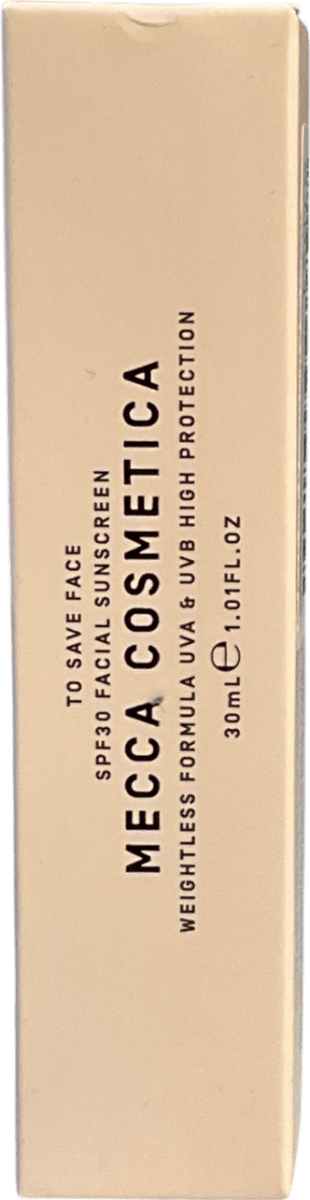 TO SAVE FACE
SPF30 FACIAL SUNSCREEN
MECCA COSMETICA
WEIGHTLESS FORMULA UVA & UVB HIGH PROTECTION
30mL ℮ 1.01FL.OZ